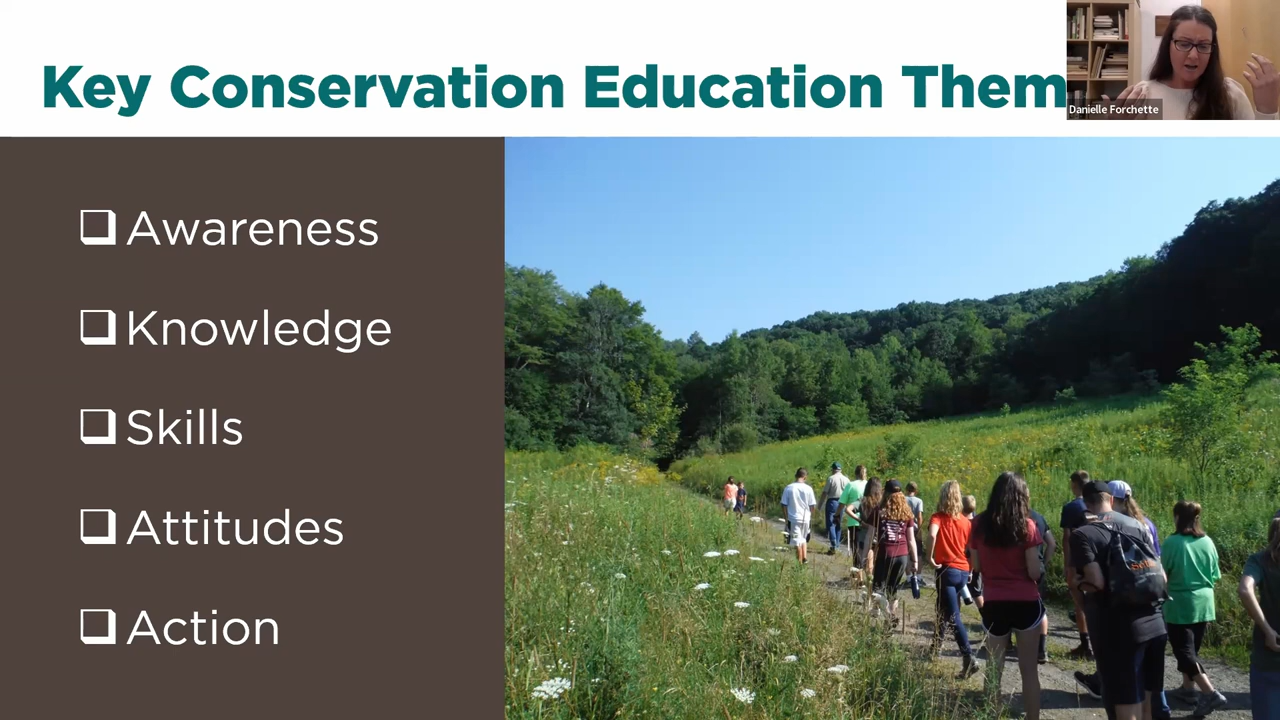 Key Conservation Education Them
Danielle Forchette
Awareness
Knowledge
Skills
Attitudes
Action